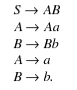 S → AB
A → Aa
B → Bb
A → a
B → b.